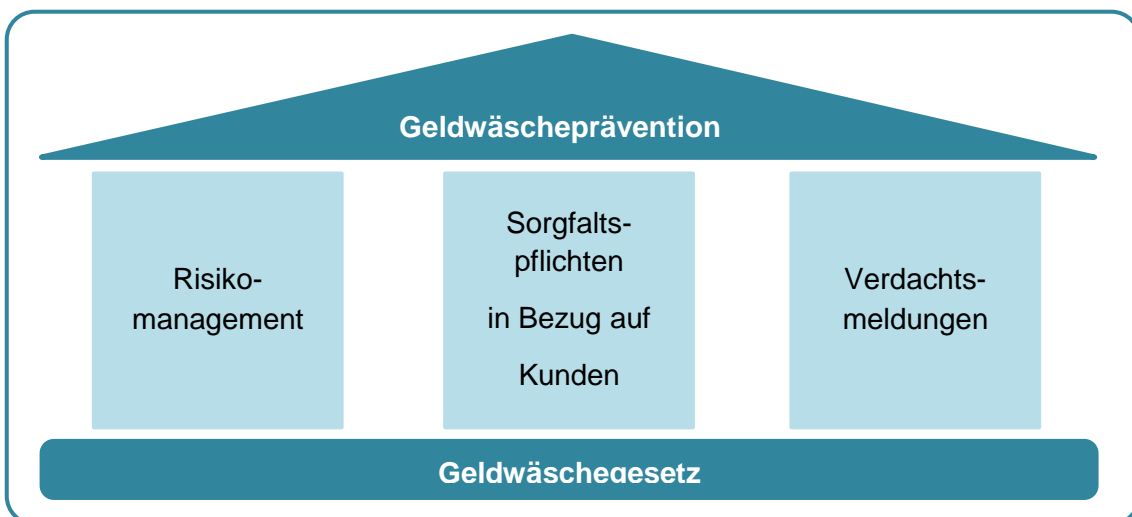 Geldwäscheprävention
Risiko-
management
Sorgfalts-
pflichten
in Bezug auf
Kunden
Verdachts-
meldungen
Geldwäschegesetz